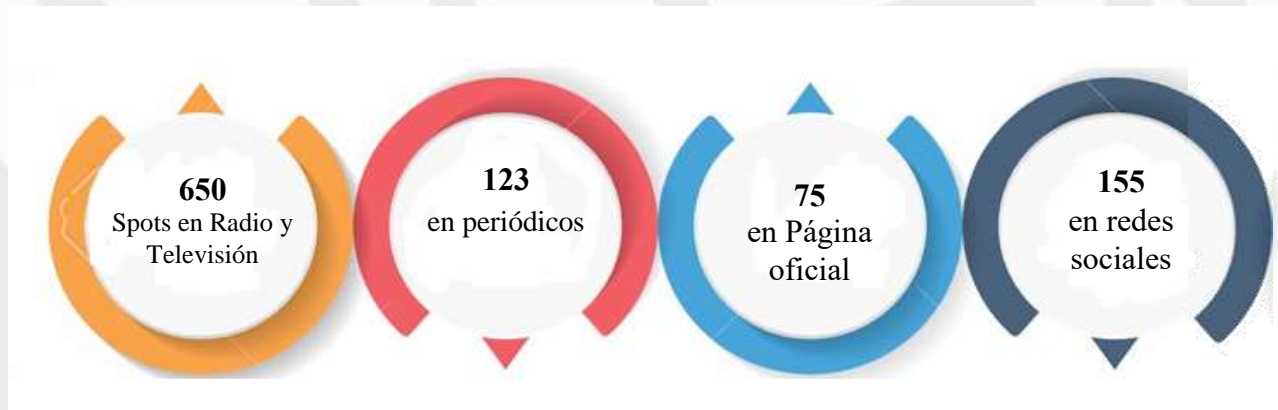 650
Spots en Radio y
Televisión
123
en periódicos
75
en Página
oficial
155
en redes
sociales